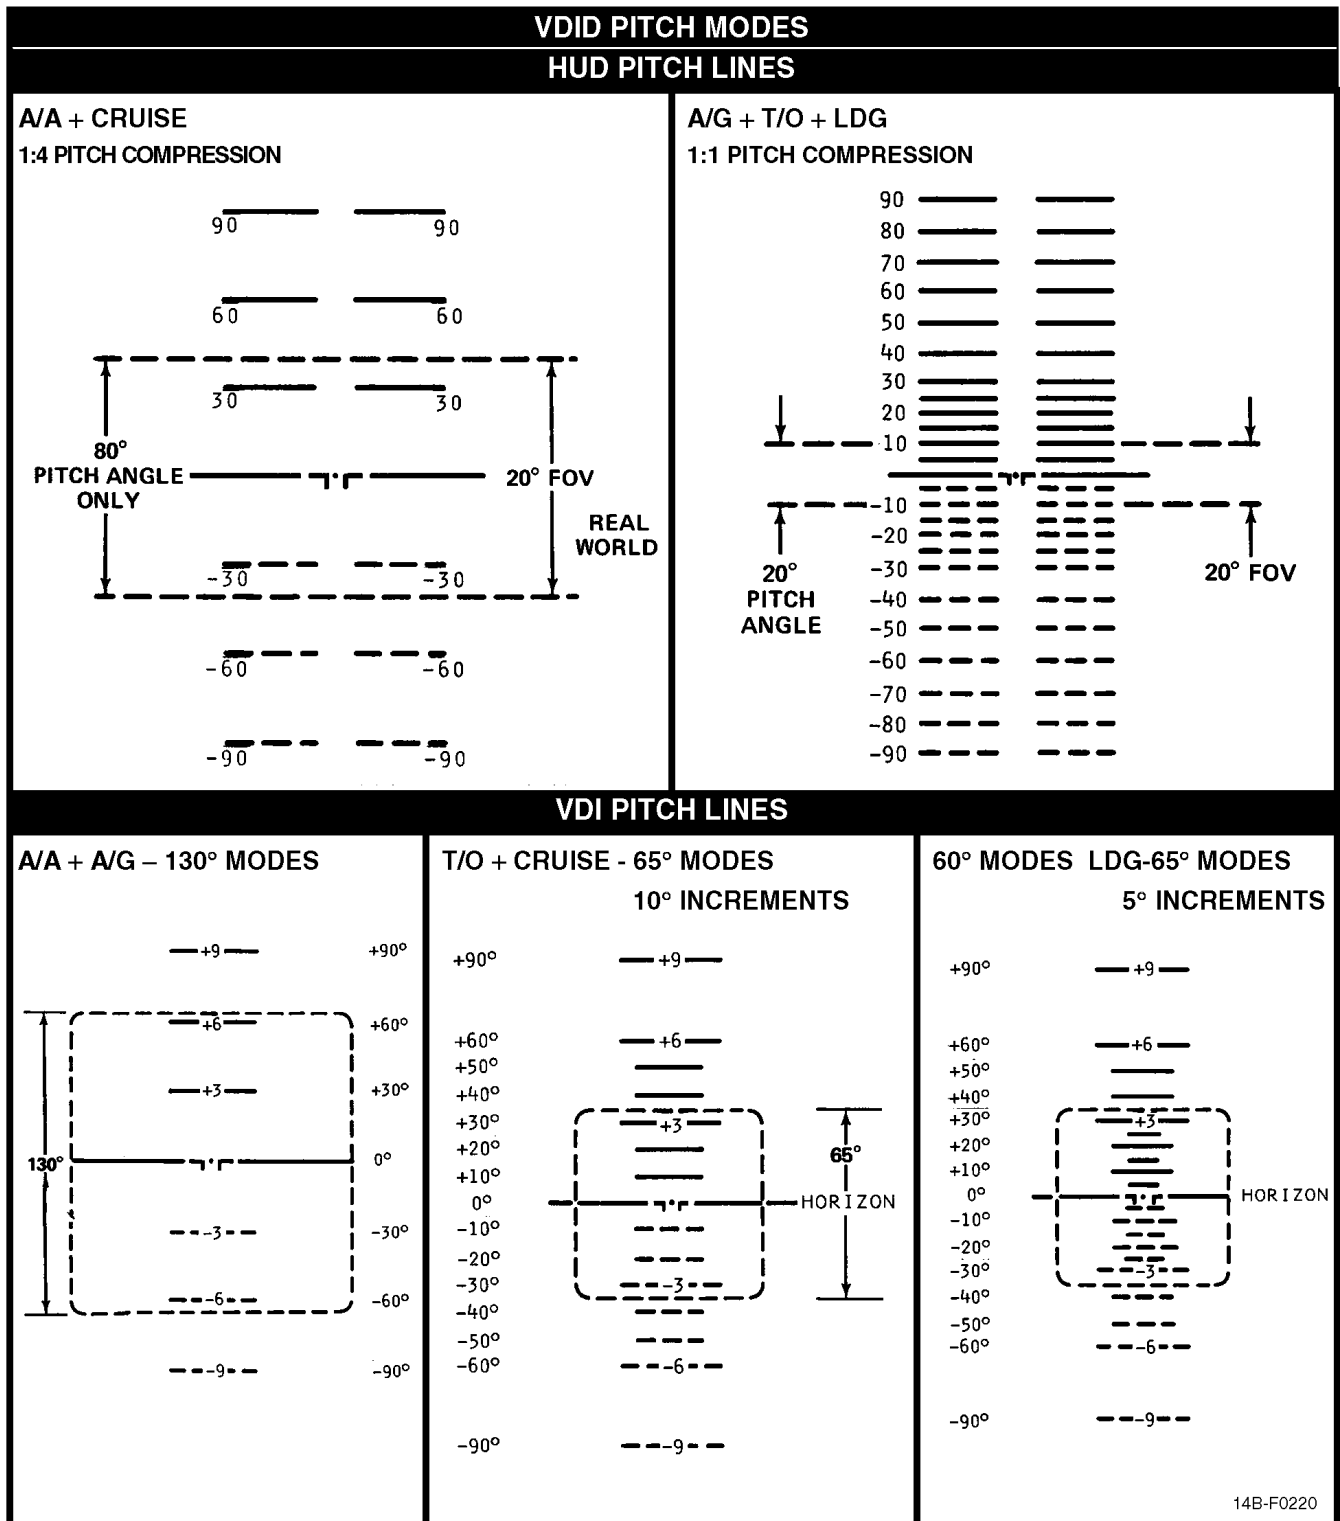 VDID PITCH MODES
HUD PITCH LINES
A/A + CRUISE
1:4 PITCH COMPRESSION
90 90
60 60
30 30
80°
PITCH ANGLE
ONLY
20° FOV
REAL
WORLD
-30 -30
-60 -60
-90 -90
A/G + T/O + LDG
1:1 PITCH COMPRESSION
90
80
70
60
50
40
30
20
10
-10
-20
-30
-40
-50
-60
-70
-80
-90
20°
PITCH
ANGLE
20° FOV
VDI PITCH LINES
A/A + A/G – 130° MODES
+9 +90°
+6 +60°
+3 +30°
130° 0°
-3 -30°
-6 -60°
-9 -90°
T/O + CRUISE - 65° MODES
10° INCREMENTS
+90° +9
+60° +6
+50°
+40°
+30° +3
+20°
65°
+10°
0° HORIZON
-10°
-20°
-30° -3
-40°
-50°
-60° -6
-90° -9
60° MODES LDG-65° MODES
5° INCREMENTS
+90° +9
+60° +6
+50°
+40°
+30° +3
+20°
+10°
0° HORIZON
-10°
-20°
-30° -3
-40°
-50°
-60° -6
-90° -9
14B-F0220